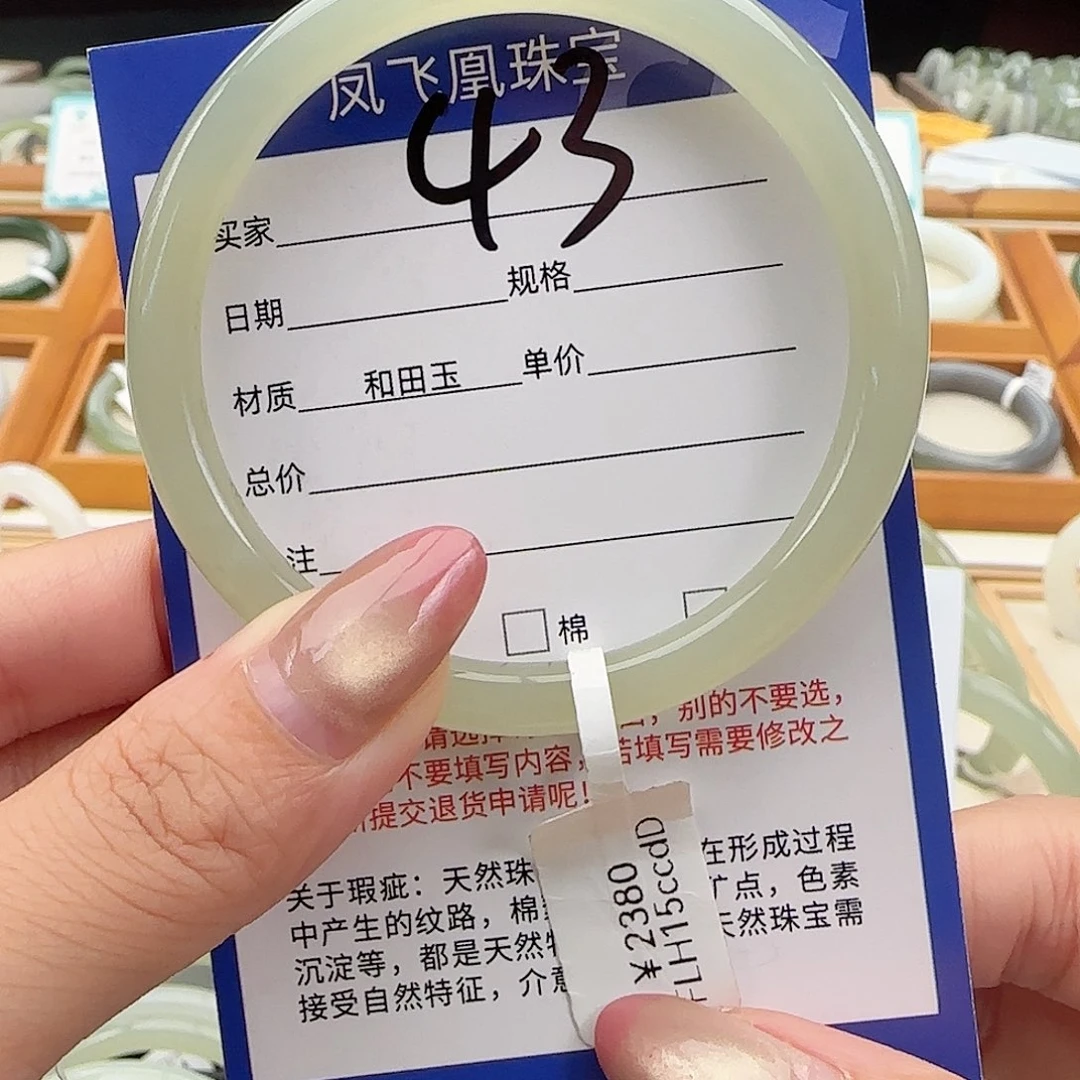 凤飞凰珠宝
43
买家
日期 规格
材质 和田玉 单价
总价
注
棉
别的不要选，
不要填写内容，若填写需要修改之
提交退货申请呢！
关于瑕疵：天然珠 在形成过程
中产生的纹路，棉 矿点，色素
沉淀等，都是天然 天然珠宝需
接受自然特征，介意
¥2380
FLH15cccdD